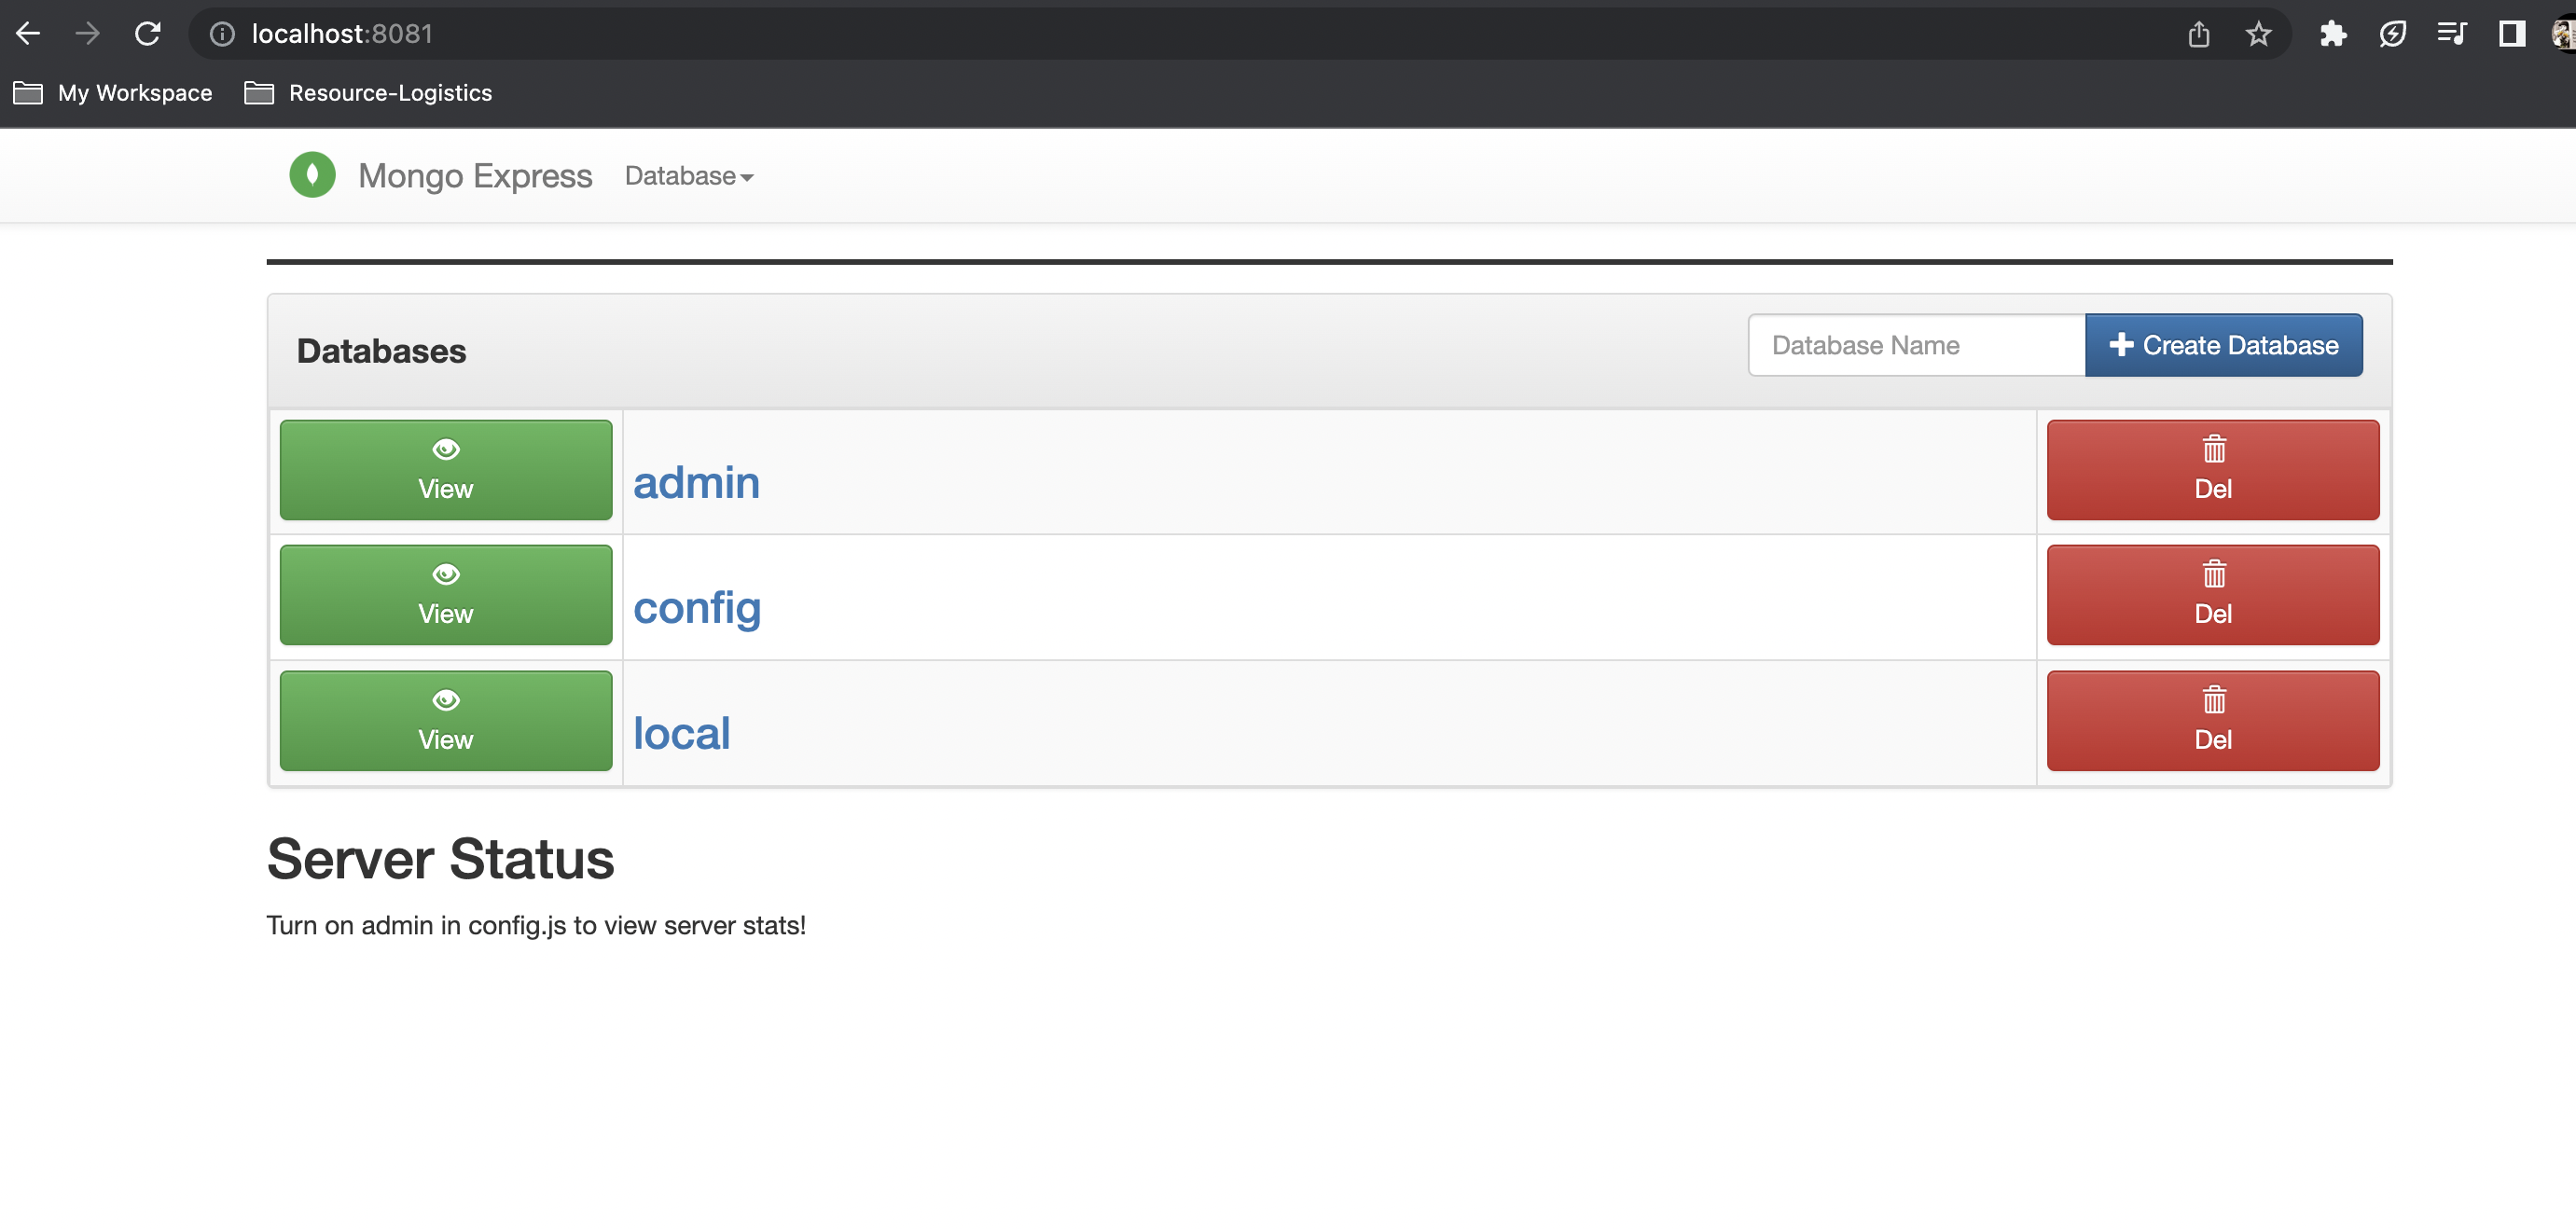 localhost:8081
My Workspace Resource-Logistics
Mongo Express Database
Databases Database Name Create Database
View admin Del
View config Del
View local Del
Server Status
Turn on admin in config.js to view server stats!